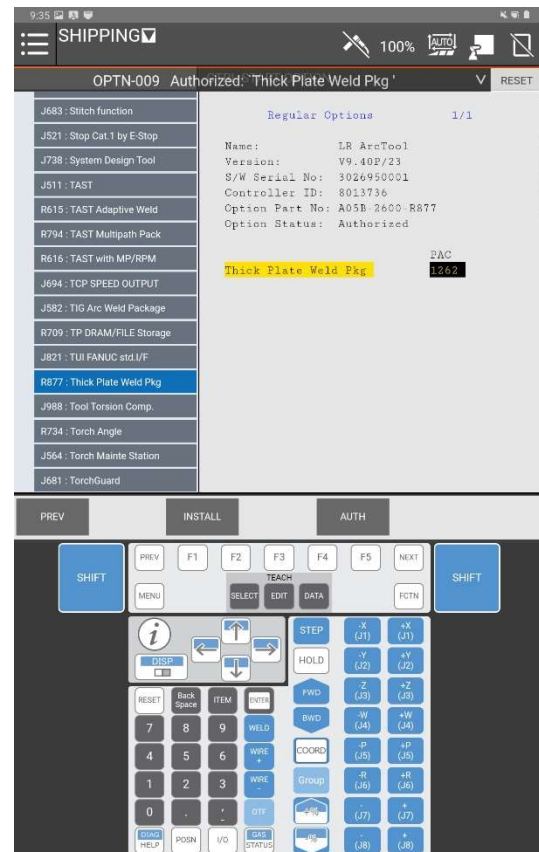 9:35
SHIPPING
100%
AUTO
OPTN-009 Authorized: 'Thick Plate Weld Pkg '
RESET
J683 : Stitch function
J521 : Stop Cat.1 by E-Stop
J738 : System Design Tool
J511 : TAST
R615 : TAST Adaptive Weld
R794 : TAST Multipath Pack
R616 : TAST with MP/RPM
J694 : TCP SPEED OUTPUT
J582 : TIG Arc Weld Package
R709 : TP DRAM/FILE Storage
J821 : TUI FANUC std.I/F
R877 : Thick Plate Weld Pkg
J988 : Tool Torsion Comp.
R734 : Torch Angle
J564 : Torch Mainte Station
J681 : TorchGuard
Regular Options 1/1
Name: LR ArcTool
Version: V9.40P/23
S/W Serial No: 3026950001
Controller ID: 8013736
Option Part No: A05B-2600-R877
Option Status: Authorized
PAC
Thick Plate Weld Pkg 1262
PREV INSTALL AUTH
SHIFT PREV F1 F2 F3 F4 F5 NEXT SHIFT
TEACH
MENU SELECT EDIT DATA FCTN
i
DISP
STEP -X (J1) +X (J1)
HOLD -Y (J2) +Y (J2)
RESET Back Space ITEM ENTER FWD -Z (J3) +Z (J3)
7 8 9 WELD BWD -W (J4) +W (J4)
4 5 6 WIRE + COORD -P (J5) +P (J5)
1 2 3 WIRE - Group -R (J6) +R (J6)
0 . , - OTF +% - (J7) + (J7)
DIAG HELP POSN I/O GAS STATUS -% - (J8) + (J8)